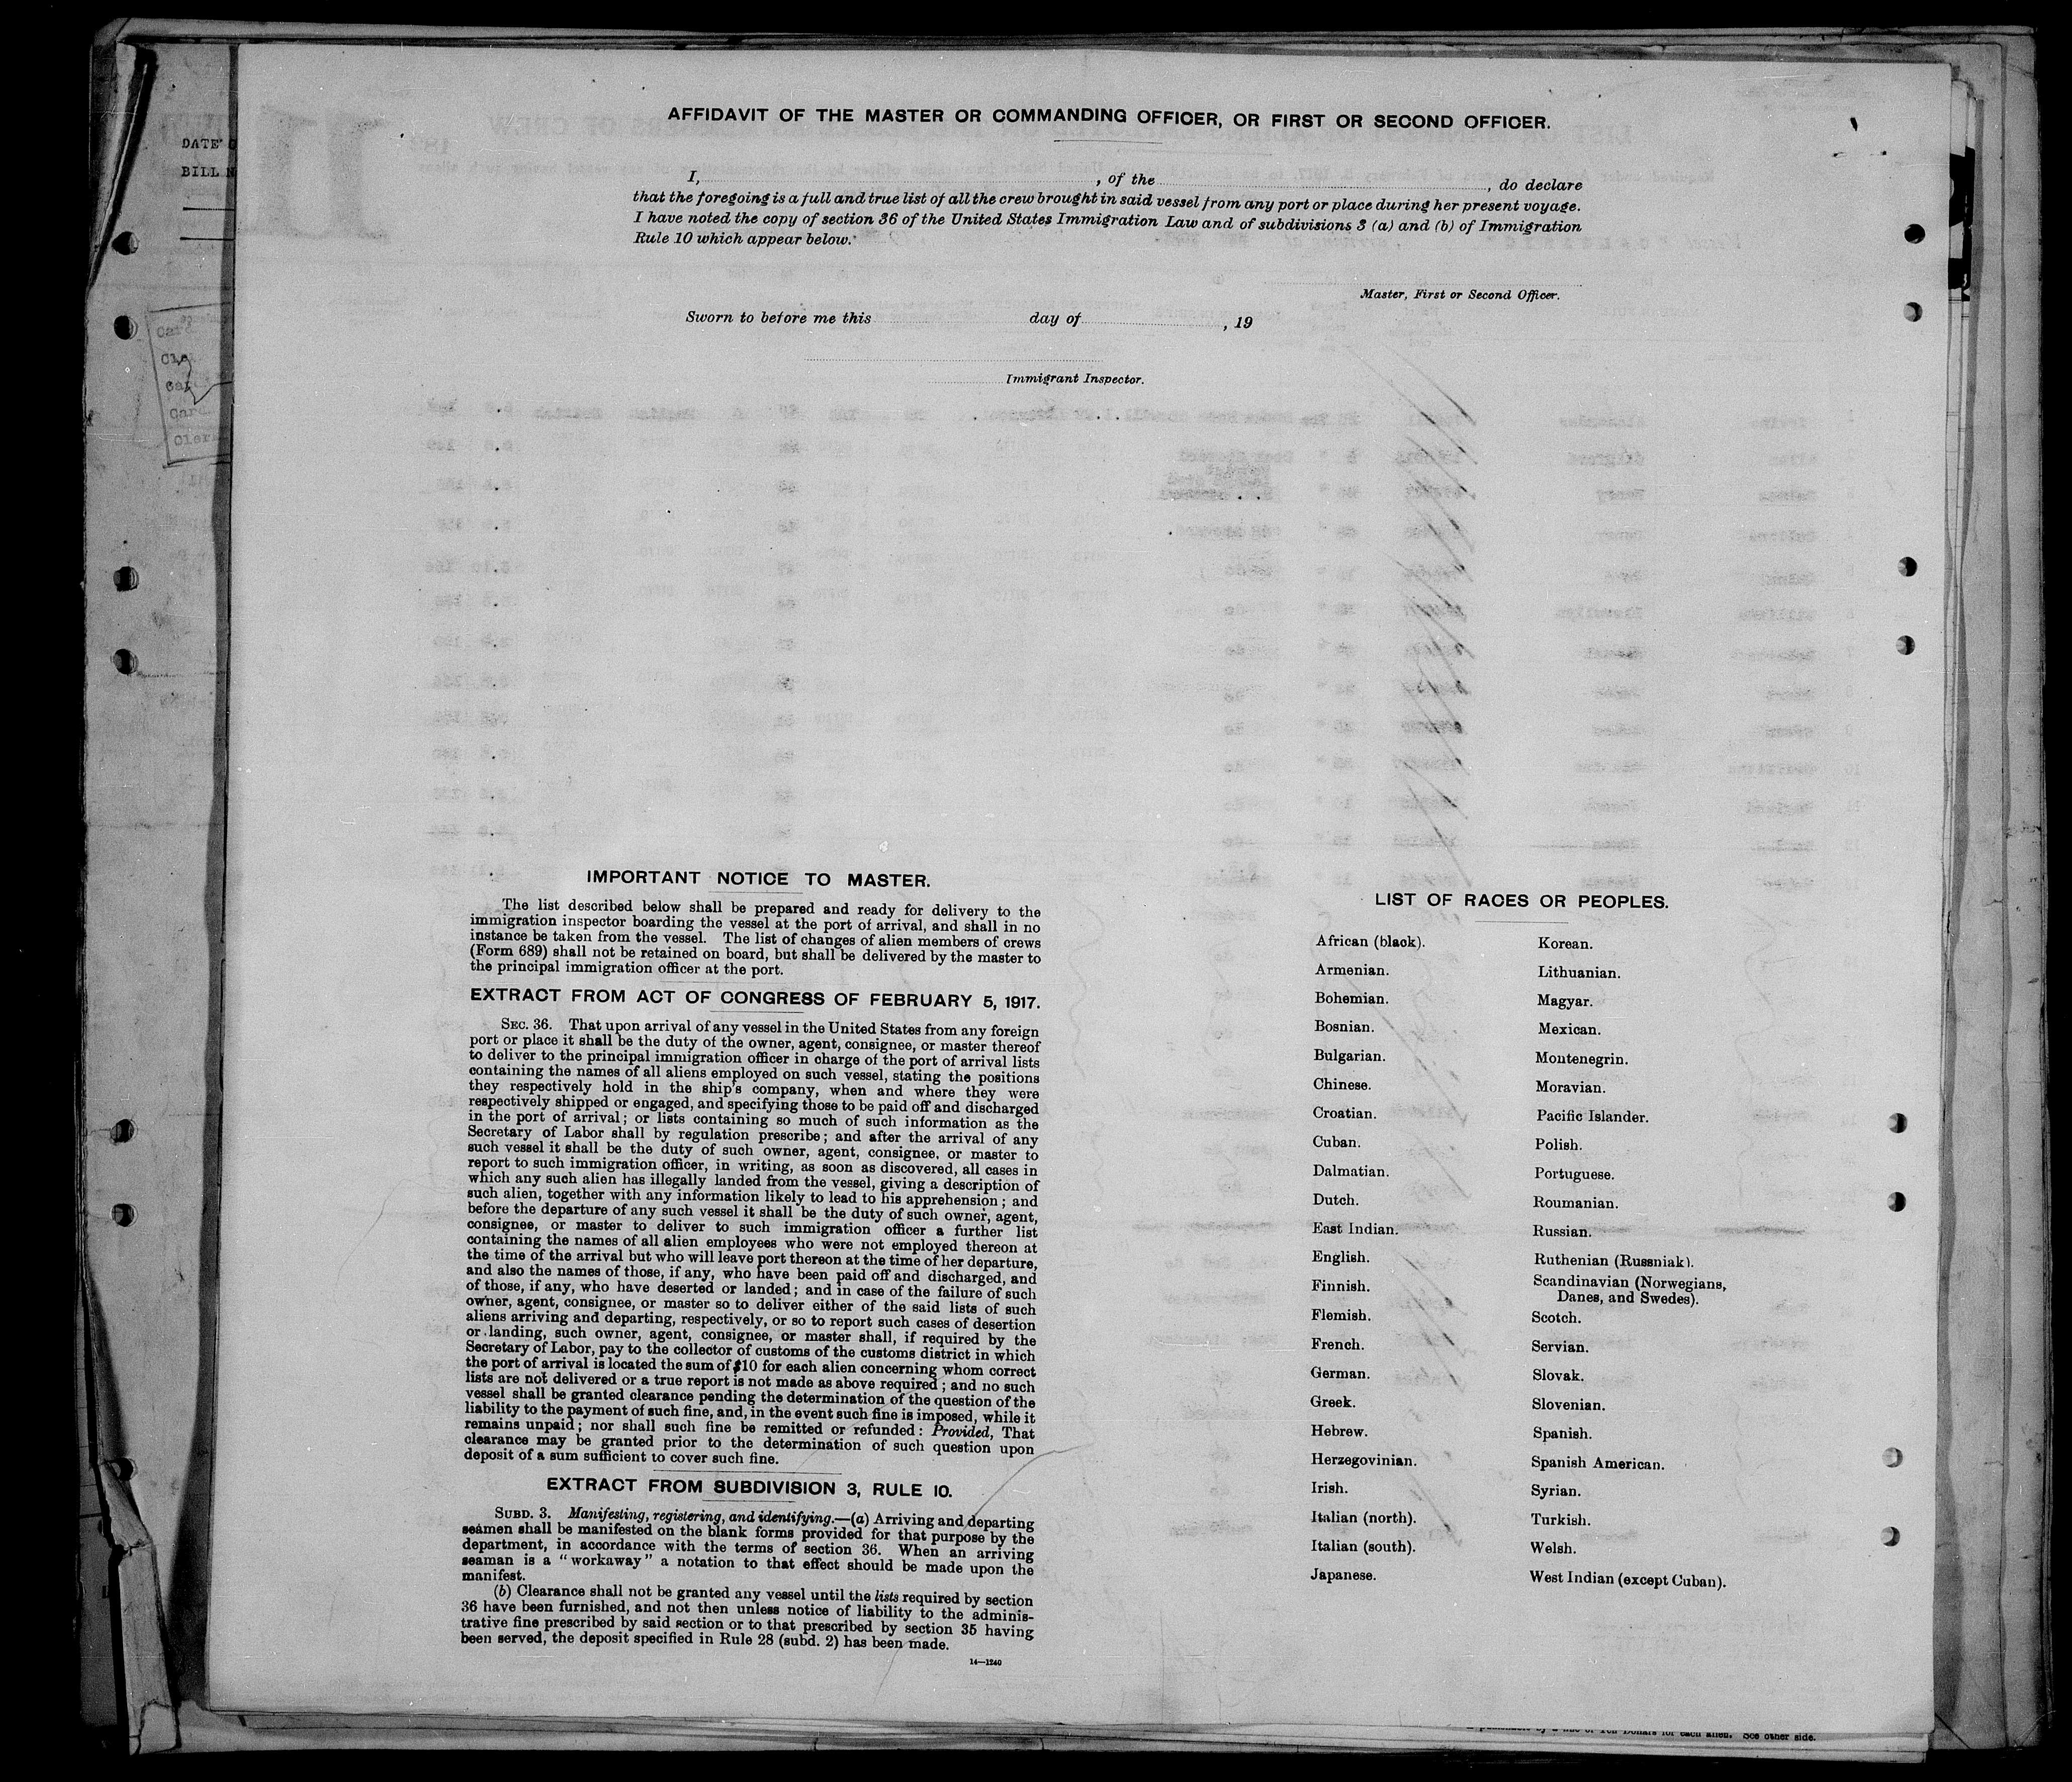 AFFIDAVIT OF THE MASTER OR COMMANDING OFFICER, OR FIRST OR SECOND OFFICER.
I, , of the , do declare
that the foregoing is a full and true list of all the crew brought in said vessel from any port or place during her present voyage.
I have noted the copy of section 36 of the United States Immigration Law and of subdivisions 3 (a) and (b) of Immigration
Rule 10 which appear below.
Master, First or Second Officer.
Sworn to before me this day of , 19
Immigrant Inspector.
DATE
BILL
Card
Card
Cler
IMPORTANT NOTICE TO MASTER.
The list described below shall be prepared and ready for delivery to the
immigration inspector boarding the vessel at the port of arrival, and shall in no
instance be taken from the vessel. The list of changes of alien members of crews
(Form 689) shall not be retained on board, but shall be delivered by the master to
the principal immigration officer at the port.
EXTRACT FROM ACT OF CONGRESS OF FEBRUARY 5, 1917.
SEC. 36. That upon arrival of any vessel in the United States from any foreign
port or place it shall be the duty of the owner, agent, consignee, or master thereof
to deliver to the principal immigration officer in charge of the port of arrival lists
containing the names of all aliens employed on such vessel, stating the positions
they respectively hold in the ship's company, when and where they were
respectively shipped or engaged, and specifying those to be paid off and discharged
in the port of arrival; or lists containing so much of such information as the
Secretary of Labor shall by regulation prescribe; and after the arrival of any
such vessel it shall be the duty of such owner, agent, consignee, or master to
report to such immigration officer, in writing, as soon as discovered, all cases in
which any such alien has illegally landed from the vessel, giving a description of
such alien, together with any information likely to lead to his apprehension; and
before the departure of any such vessel it shall be the duty of such owner, agent,
consignee, or master to deliver to such immigration officer a further list
containing the names of all alien employees who were not employed thereon at
the time of the arrival but who will leave port thereon at the time of her departure,
and also the names of those, if any, who have been paid off and discharged, and
of those, if any, who have deserted or landed; and in case of the failure of such
owner, agent, consignee, or master so to deliver either of the said lists of such
aliens arriving and departing, respectively, or so to report such cases of desertion
or landing, such owner, agent, consignee, or master shall, if required by the
Secretary of Labor, pay to the collector of customs of the customs district in which
the port of arrival is located the sum of $10 for each alien concerning whom correct
lists are not delivered or a true report is not made as above required; and no such
vessel shall be granted clearance pending the determination of the question of the
liability to the payment of such fine, and, in the event such fine is imposed, while it
remains unpaid; nor shall such fine be remitted or refunded: Provided, That
clearance may be granted prior to the determination of such question upon
deposit of a sum sufficient to cover such fine.
EXTRACT FROM SUBDIVISION 3, RULE 10.
SUBD. 3. Manifesting, registering, and identifying.—(a) Arriving and departing
seamen shall be manifested on the blank forms provided for that purpose by the
department, in accordance with the terms of section 36. When an arriving
seaman is a "workaway" a notation to that effect should be made upon the
manifest.
(b) Clearance shall not be granted any vessel until the lists required by section
36 have been furnished, and not then unless notice of liability to the adminis-
trative fine prescribed by said section or to that prescribed by section 35 having
been served, the deposit specified in Rule 28 (subd. 2) has been made.
14—1240
LIST OF RACES OR PEOPLES.
African (black).
Armenian.
Bohemian.
Bosnian.
Bulgarian.
Chinese.
Croatian.
Cuban.
Dalmatian.
Dutch.
East Indian.
English.
Finnish.
Flemish.
French.
German.
Greek.
Hebrew.
Herzegovinian.
Irish.
Italian (north).
Italian (south).
Japanese.
Korean.
Lithuanian.
Magyar.
Mexican.
Montenegrin.
Moravian.
Pacific Islander.
Polish.
Portuguese.
Roumanian.
Russian.
Ruthenian (Russniak).
Scandinavian (Norwegians,
Danes, and Swedes).
Scotch.
Servian.
Slovak.
Slovenian.
Spanish.
Spanish American.
Syrian.
Turkish.
Welsh.
West Indian (except Cuban).
for each alien. See other side.